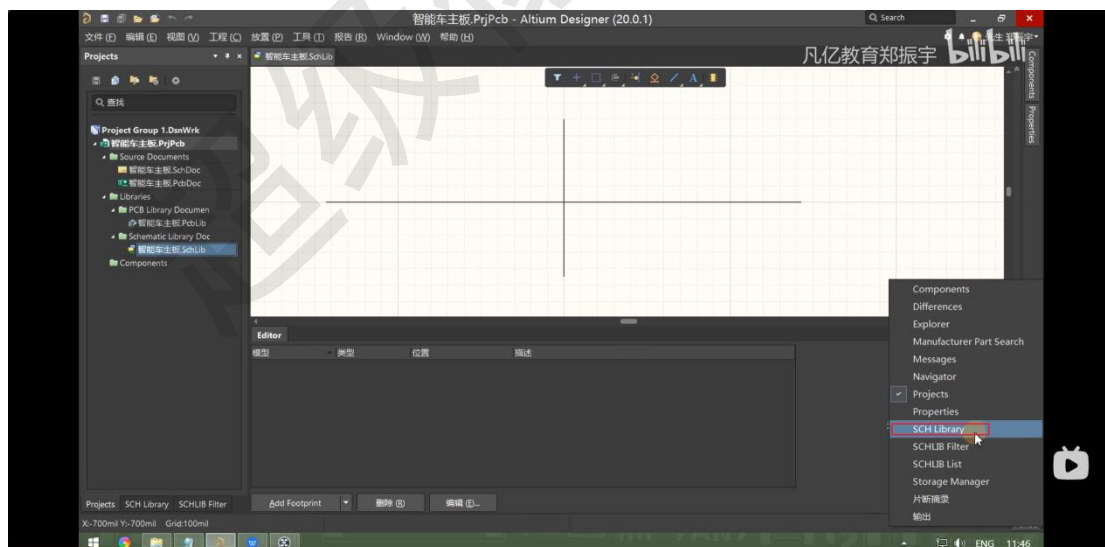 智能车主板.PrjPcb - Altium Designer (20.0.1)
Search
文件 (F) 编辑 (E) 视图 (V) 工程 (C) 放置 (P) 工具 (T) 报告 (R) Window (W) 帮助 (H)
Projects
智能车主板.SchLib
凡亿教育郑振宇
bilibili
Components
Properties
查找
Project Group 1.DsnWrk
智能车主板.PrjPcb
Source Documents
智能车主板.SchDoc
智能车主板.PcbDoc
Libraries
PCB Library Documen
智能车主板.PcbLib
Schematic Library Doc
智能车主板.SchLib
Components
Editor
模型 类型 位置 描述
Components
Differences
Explorer
Manufacturer Part Search
Messages
Navigator
Projects
Properties
SCH Library
SCHLIB Filter
SCHLIB List
Storage Manager
片断摘录
输出
Projects SCH Library SCHLIB Filter
Add Footprint 删除 (R) 编辑 (E)...
X:-700mil Y:-700mil Grid:100mil
ENG 11:46